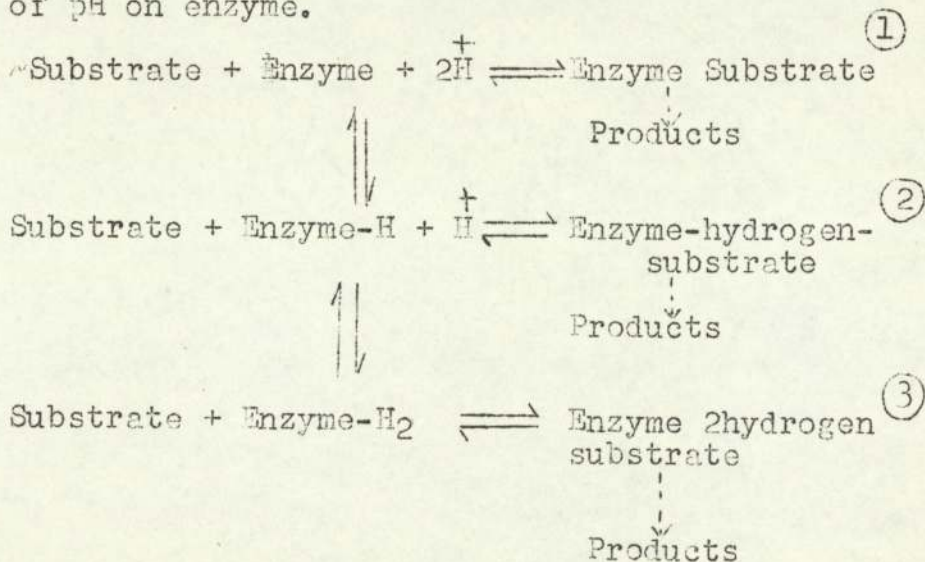 of pH on enzyme.
①
Substrate + Enzyme + 2H⁺ ⇌ Enzyme Substrate
Products
②
Substrate + Enzyme-H + H⁺ ⇌ Enzyme-hydrogen-
substrate
Products
③
Substrate + Enzyme-H₂ ⇌ Enzyme 2hydrogen
substrate
Products